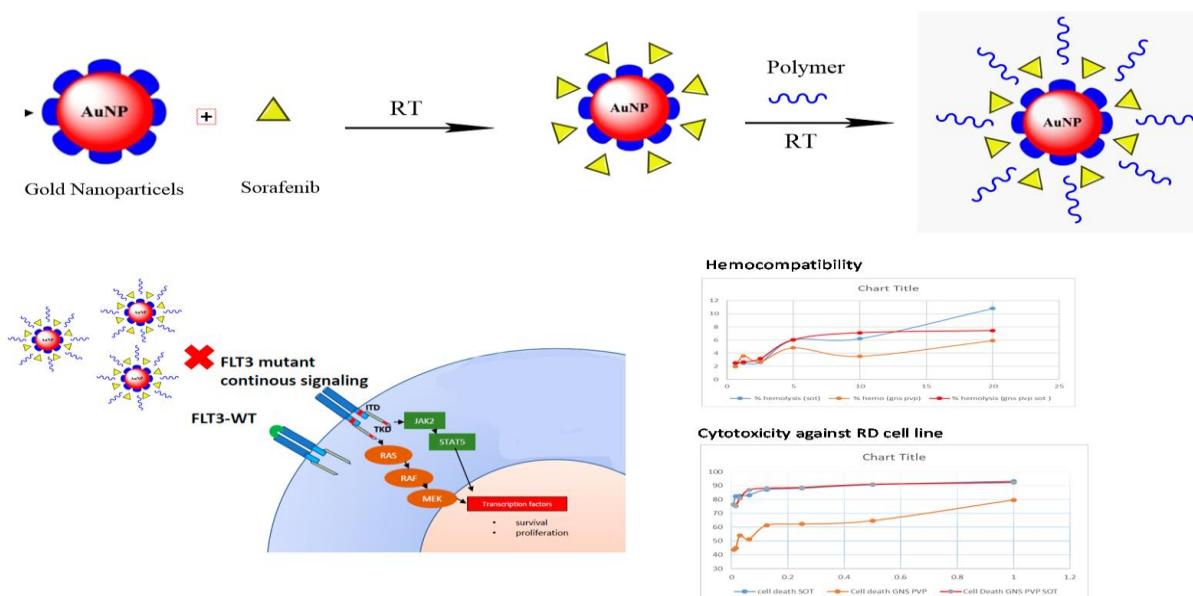 AuNP
+
RT
AuNP
Polymer
RT
AuNP
Gold Nanoparticels
Sorafenib
FLT3 mutant
continous signaling
FLT3-WT
ITD
TKD
JAK2
STAT5
RAS
RAF
MEK
Transcription factors
• survival
• proliferation
Hemocompatibility
Chart Title
12
10
8
6
4
2
0
0 5 10 15 20 25
% hemolysis (sot) % hemo (gns pvp) % hemolysis (gns pvp sot )
Cytotoxicity against RD cell line
Chart Title
100
90
80
70
60
50
40
30
0 0.2 0.4 0.6 0.8 1 1.2
cell death SOT Cell death GNS PVP Cell Death GNS PVP SOT